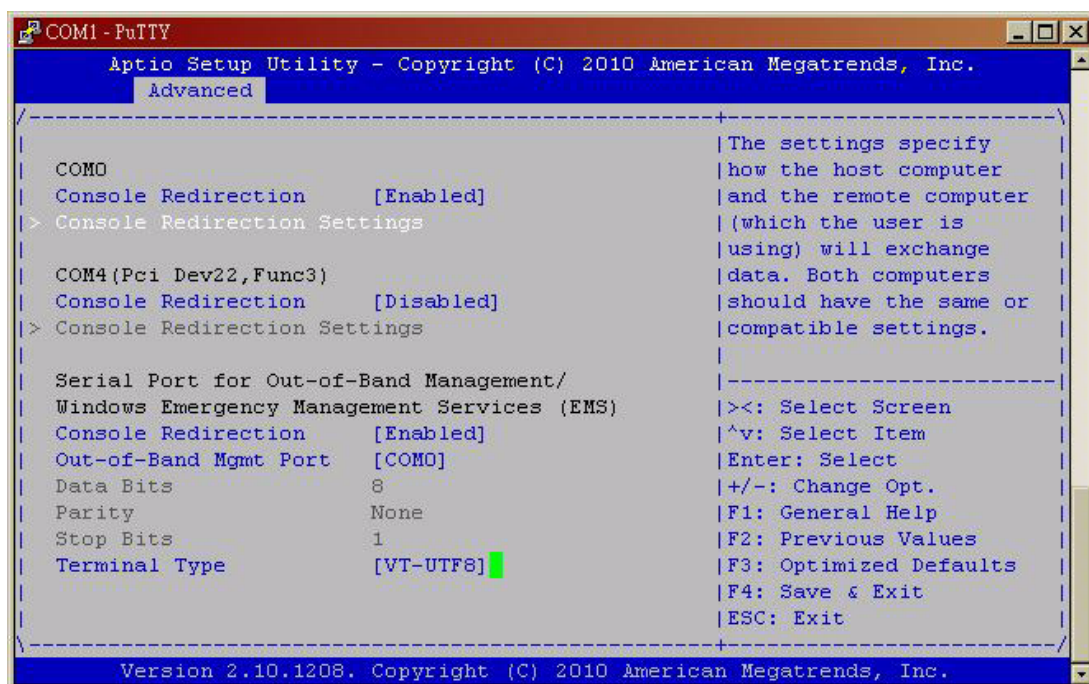 COM1 - PuTTY
Aptio Setup Utility - Copyright (C) 2010 American Megatrends, Inc.
Advanced
COM0
Console Redirection [Enabled]
> Console Redirection Settings
COM4(Pci Dev22,Func3)
Console Redirection [Disabled]
> Console Redirection Settings
Serial Port for Out-of-Band Management/
Windows Emergency Management Services (EMS)
Console Redirection [Enabled]
Out-of-Band Mgmt Port [COM0]
Data Bits 8
Parity None
Stop Bits 1
Terminal Type [VT-UTF8]
The settings specify
how the host computer
and the remote computer
(which the user is
using) will exchange
data. Both computers
should have the same or
compatible settings.
><: Select Screen
^v: Select Item
Enter: Select
+/-: Change Opt.
F1: General Help
F2: Previous Values
F3: Optimized Defaults
F4: Save & Exit
ESC: Exit
Version 2.10.1208. Copyright (C) 2010 American Megatrends, Inc.